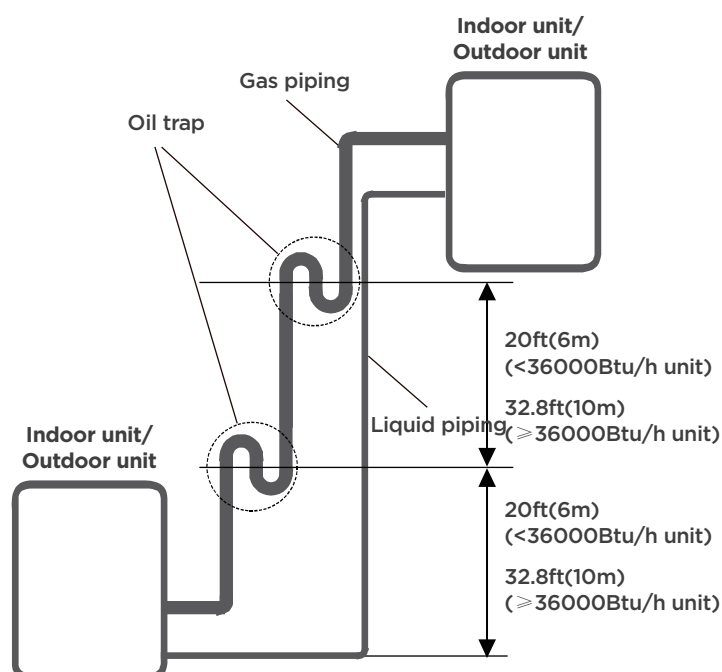 Indoor unit/
Outdoor unit
Gas piping
Oil trap
20ft(6m)
(<36000Btu/h unit)
32.8ft(10m)
(⩾36000Btu/h unit)
Liquid piping
Indoor unit/
Outdoor unit
20ft(6m)
(<36000Btu/h unit)
32.8ft(10m)
(⩾36000Btu/h unit)